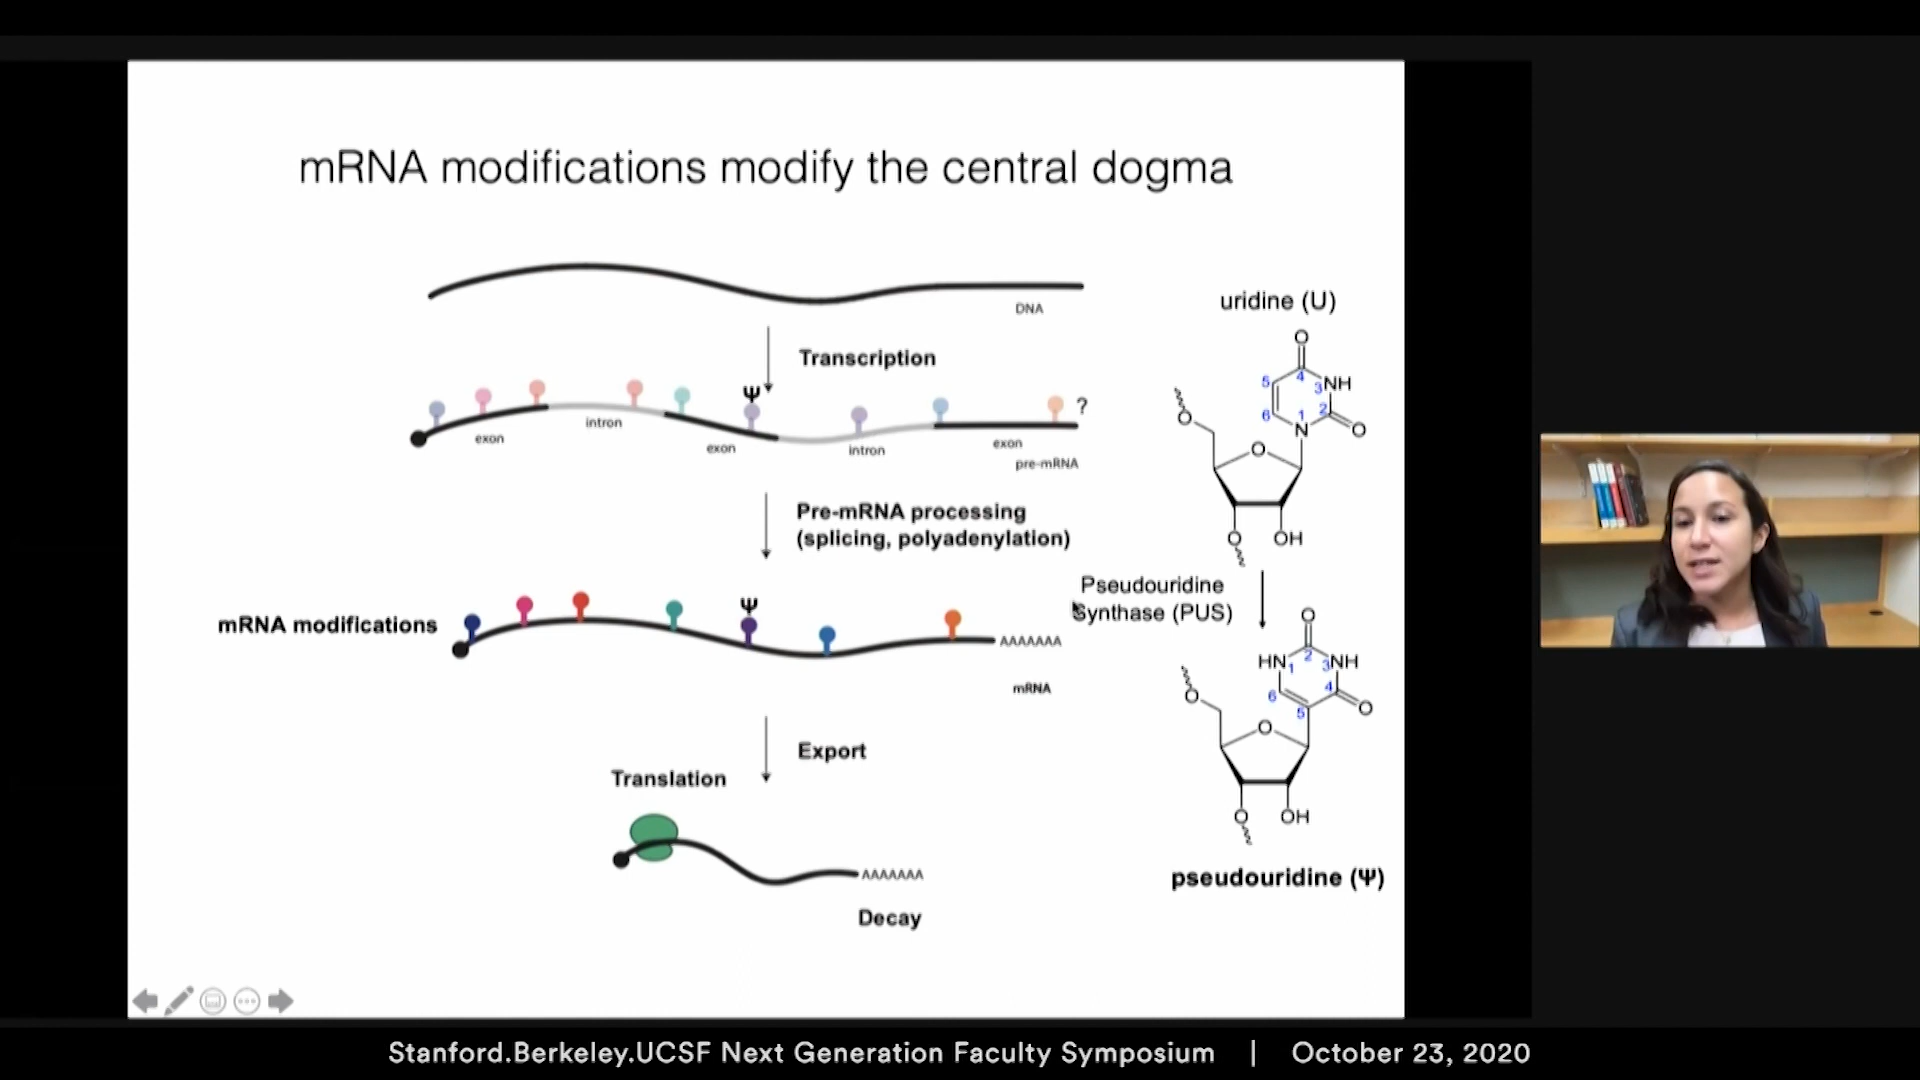 mRNA modifications modify the central dogma
DNA
Transcription
Ψ
?
exon
intron
exon
intron
exon
pre-mRNA
Pre-mRNA processing
(splicing, polyadenylation)
mRNA modifications
Ψ
AAAAAAA
mRNA
Export
Translation
AAAAAAA
Decay
uridine (U)
O
5
4
3
NH
6
1
2
N
O
O
O
O
OH
Pseudouridine
Synthase (PUS)
O
HN
1
2
3
NH
6
4
5
O
O
O
O
OH
pseudouridine (Ψ)
Stanford.Berkeley.UCSF Next Generation Faculty Symposium | October 23, 2020